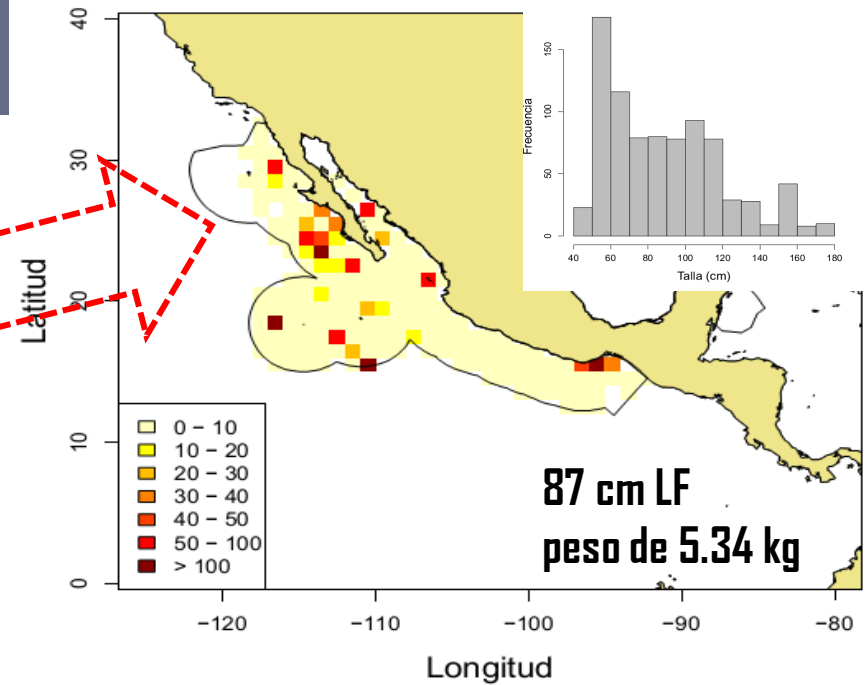 Latitud
40
30
20
10
0
0 − 10
10 − 20
20 − 30
30 − 40
40 − 50
50 − 100
> 100
Frecuencia
150
100
50
0
40 60 80 100 120 140 160 180
Talla (cm)
87 cm LF
peso de 5.34 kg
−120 −110 −100 −90 −80
Longitud